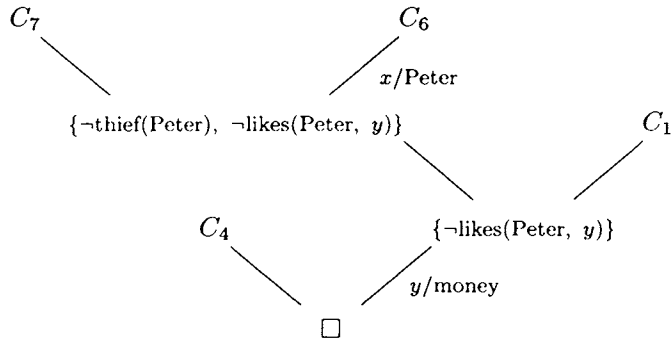 C₇ C₆
x/Peter
{¬thief(Peter), ¬likes(Peter, y)} C₁
C₄ {¬likes(Peter, y)}
y/money
□